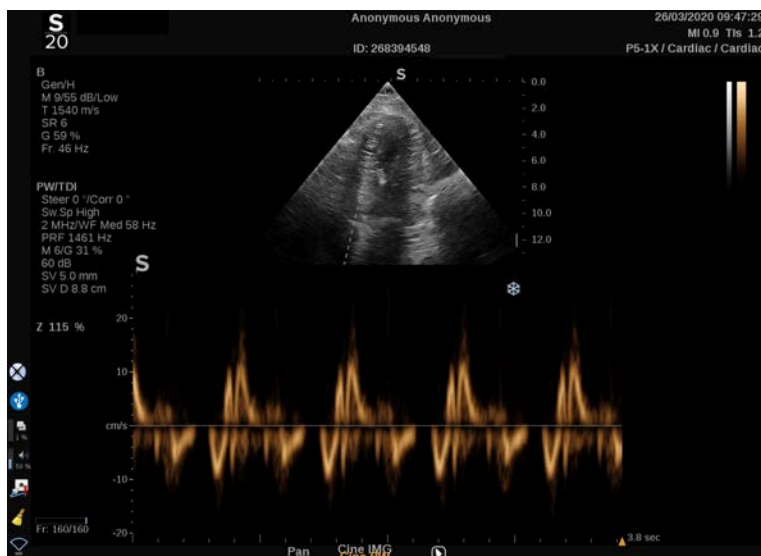 S
20
Anonymous Anonymous
26/03/2020 09:47:29
MI 0.9 TIs 1.2
ID: 268394548
P5-1X / Cardiac / Cardiac
B
Gen/H
M 9/55 dB/Low
T 1540 m/s
SR 6
G 59 %
Fr. 46 Hz
S
0.0
2.0
4.0
6.0
8.0
10.0
12.0
PW/TDI
Steer 0 °/Corr 0 °
Sw.Sp High
2 MHz/WF Med 58 Hz
PRF 1461 Hz
M 6/G 31 %
60 dB
SV 5.0 mm
SV D 8.8 cm
S
Z 115 %
20
10
cm/s
-10
-20
1 %
50 %
Fr: 160/160
3.8 sec
Pan
Cine IMG